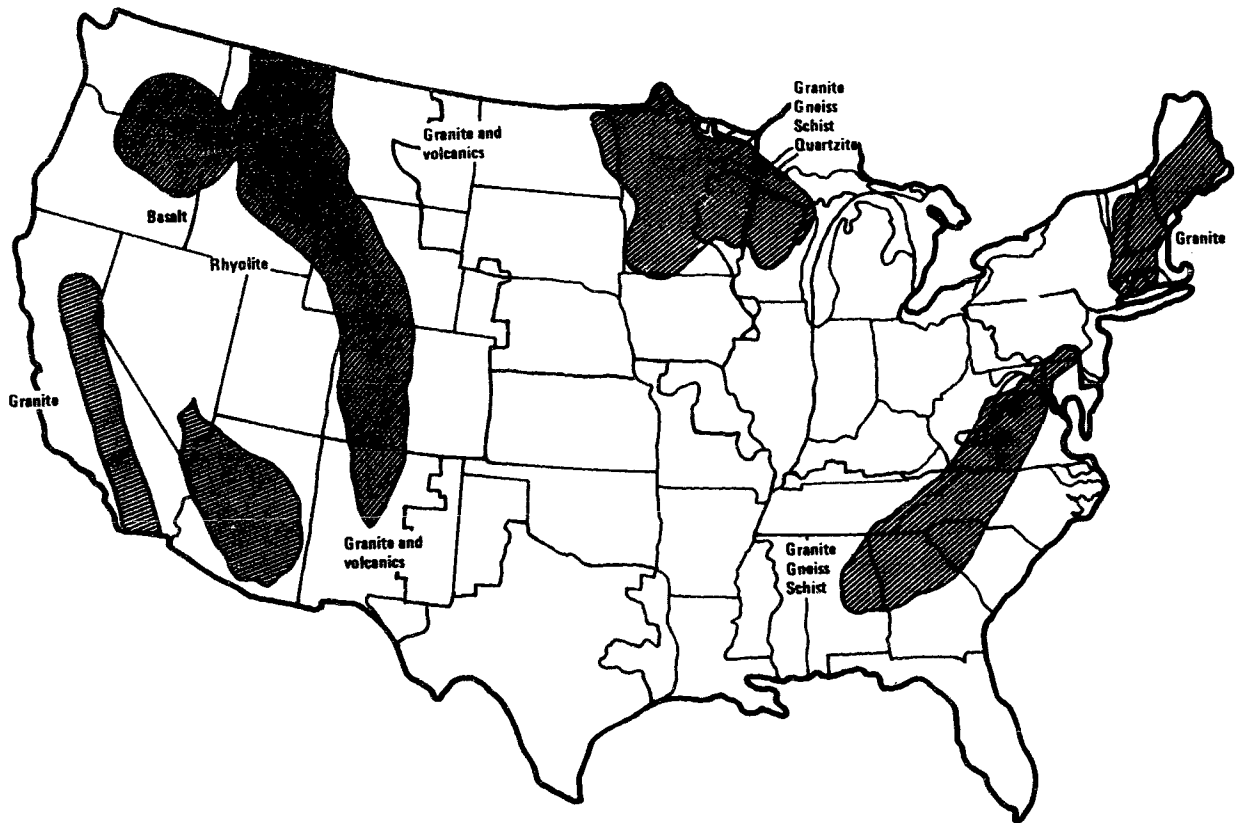 Granite
Gneiss
Schist
Quartzite
Granite and
volcanics
Basalt
Granite
Rhyolite
Granite
Granite and
volcanics
Granite
Gneiss
Schist